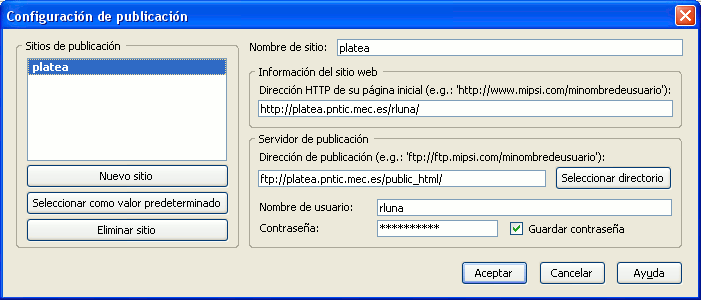 Configuración de publicación
Sitios de publicación
platea
Nuevo sitio
Seleccionar como valor predeterminado
Eliminar sitio
Nombre de sitio: platea
Información del sitio web
Dirección HTTP de su página inicial (e.g.: 'http://www.mipsi.com/minombredeusuario'):
http://platea.pntic.mec.es/rluna/
Servidor de publicación
Dirección de publicación (e.g.: 'ftp://ftp.mipsi.com/minombredeusuario'):
ftp://platea.pntic.mec.es/public_html/ Seleccionar directorio
Nombre de usuario: rluna
Contraseña: ********** Guardar contraseña
Aceptar Cancelar Ayuda